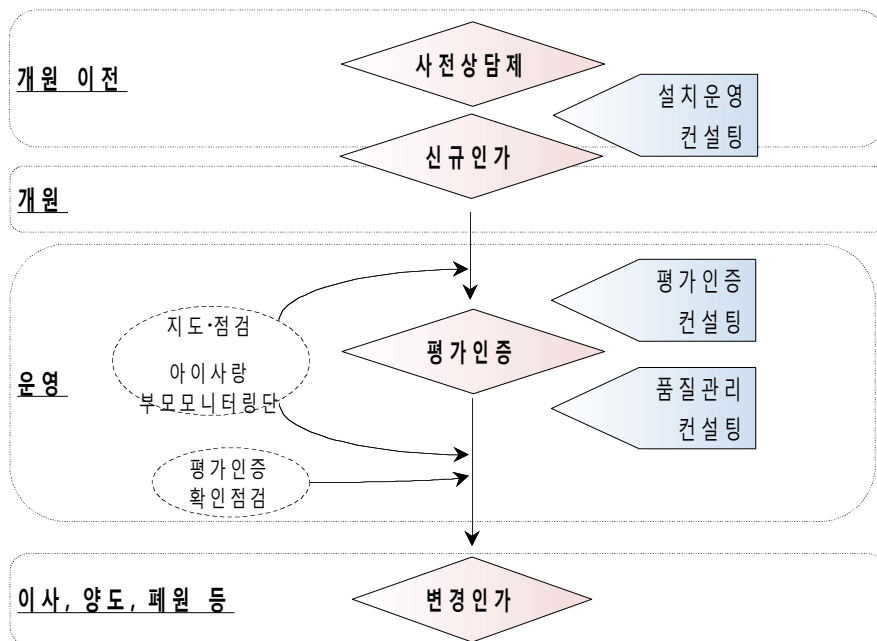 사전상담제
개원 이전
설치운영
컨설팅
신규인가
개원
평가인증
컨설팅
지도·점검
아이사랑
부모모니터링단
평가인증
운영
품질관리
컨설팅
평가인증
확인점검
이사, 양도, 폐원 등
변경인가